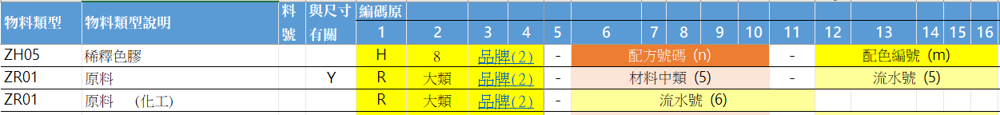 物料類型 物料類型說明 料號 與尺寸有關 編碼原
1 2 3 4 5 6 7 8 9 10 11 12 13 14 15 16
ZH05 稀釋色膠 H 8 品牌(2) - 配方號碼 (n) - 配色編號 (m)
ZR01 原料 Y R 大類 品牌(2) - 材料中類 (5) - 流水號 (5)
ZR01 原料 (化工) R 大類 品牌(2) - 流水號 (6)